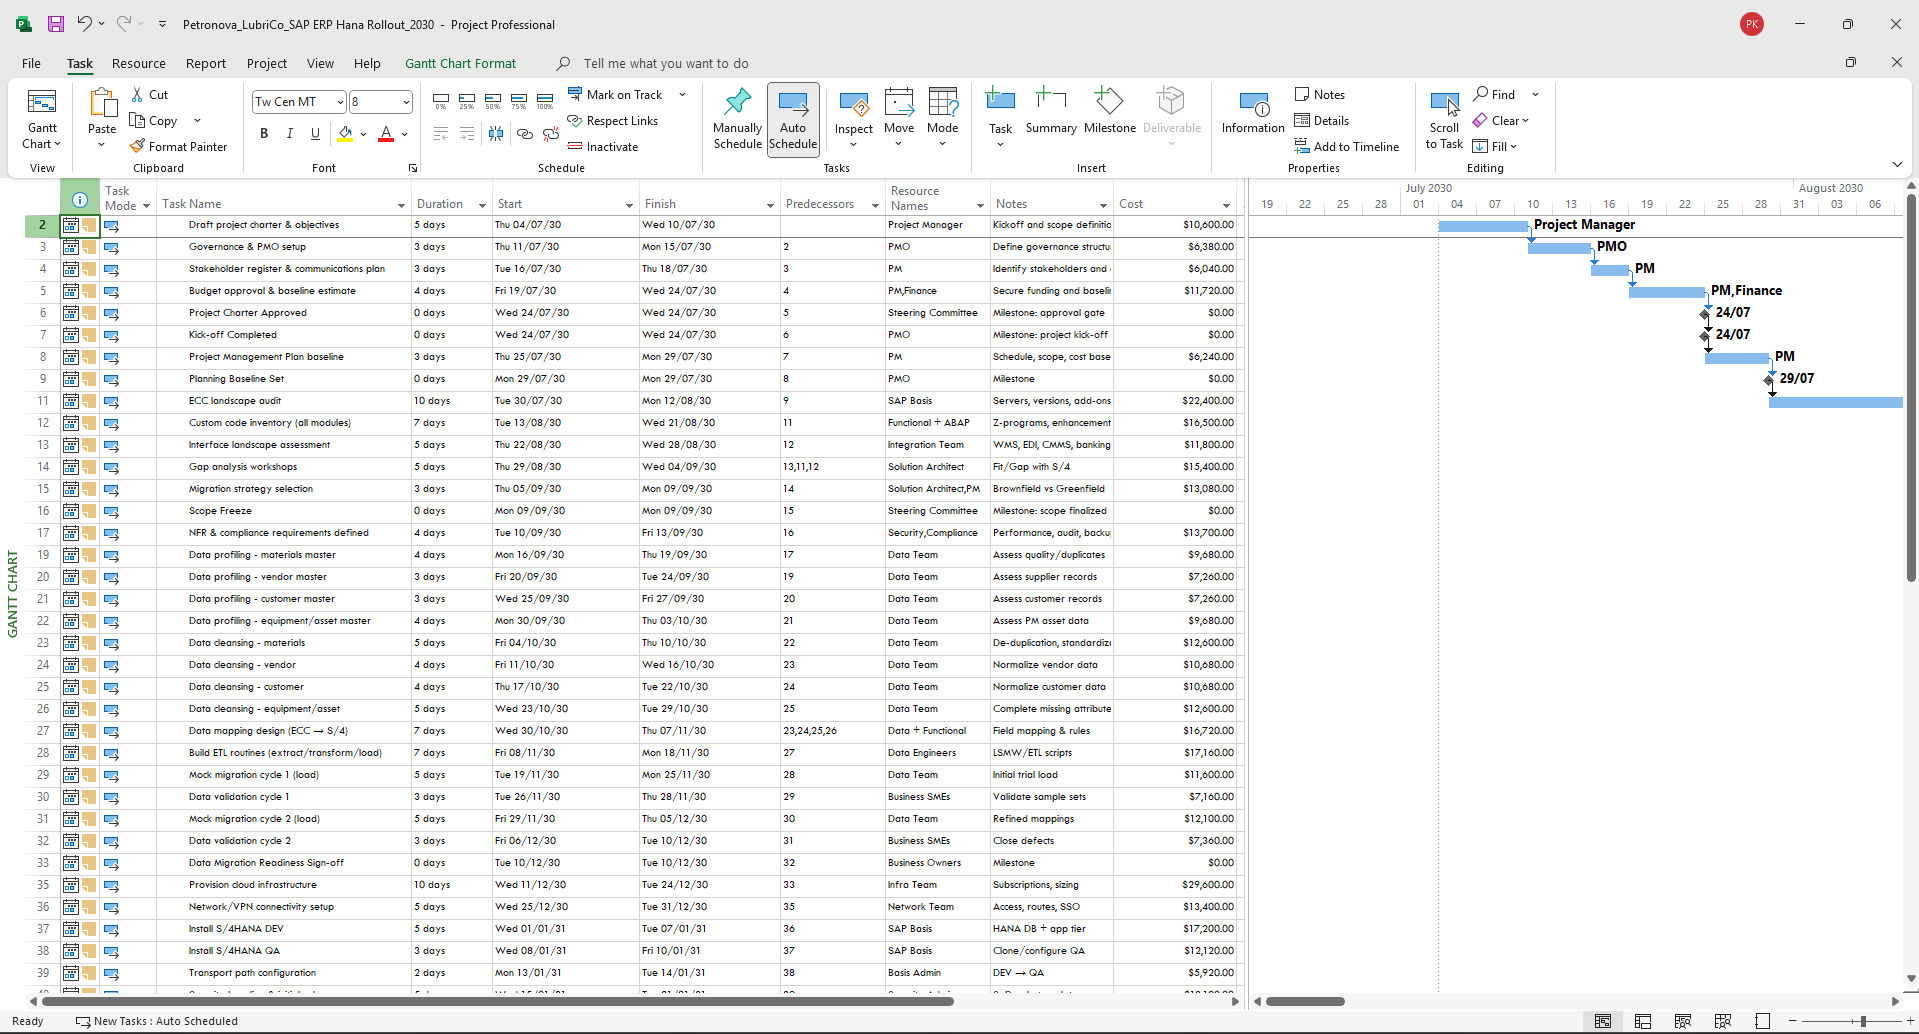 Petronova_LubriCo_SAP ERP Hana Rollout_2030 - Project Professional
PK
File Task Resource Report Project View Help Gantt Chart Format Tell me what you want to do
Gantt Chart
View
Paste
Cut
Copy
Format Painter
Clipboard
Tw Cen MT 8
B I U A
Font
0% 25% 50% 75% 100%
Mark on Track
Respect Links
Inactivate
Schedule
Manually Schedule
Auto Schedule
Inspect
Move
Mode
Tasks
Task
Summary
Milestone
Deliverable
Insert
Information
Notes
Details
Add to Timeline
Properties
Scroll to Task
Find
Clear
Fill
Editing
GANTT CHART
Task Mode Task Name Duration Start Finish Predecessors Resource Names Notes Cost
July 2030 August 2030
19 22 25 28 01 04 07 10 13 16 19 22 25 28 31 03 06
2 Draft project charter & objectives 5 days Thu 04/07/30 Wed 10/07/30 Project Manager Kickoff and scope $10,600.00 Project Manager
3 Governance & PMO setup 3 days Thu 11/07/30 Mon 15/07/30 2 PMO Define governance $6,380.00 PMO
4 Stakeholder register & communications plan 3 days Tue 16/07/30 Thu 18/07/30 3 PM Identify stakeholders and $6,040.00 PM
5 Budget approval & baseline estimate 4 days Fri 19/07/30 Wed 24/07/30 4 PM,Finance Secure funding and $11,720.00 PM,Finance
6 Project Charter Approved 0 days Wed 24/07/30 Wed 24/07/30 5 Steering Committee Milestone: approval gate $0.00 24/07
7 Kick-off Completed 0 days Wed 24/07/30 Wed 24/07/30 6 PMO Milestone: project kick-off $0.00 24/07
8 Project Management Plan baseline 3 days Thu 25/07/30 Mon 29/07/30 7 PM Schedule, scope, cost base $6,240.00 PM
9 Planning Baseline Set 0 days Mon 29/07/30 Mon 29/07/30 8 PMO Milestone $0.00 29/07
11 ECC landscape audit 10 days Tue 30/07/30 Mon 12/08/30 9 SAP Basis Servers, versions, add-ons $22,400.00
12 Custom code inventory (all modules) 7 days Tue 13/08/30 Wed 21/08/30 11 Functional + ABAP Z-programs, enhancement $16,500.00
13 Interface landscape assessment 5 days Thu 22/08/30 Wed 28/08/30 12 Integration Team WMS, EDI, CMMS, banking $11,800.00
14 Gap analysis workshops 5 days Thu 29/08/30 Wed 04/09/30 13,11,12 Solution Architect Fit/Gap with S/4 $15,400.00
15 Migration strategy selection 3 days Thu 05/09/30 Mon 09/09/30 14 Solution Architect,PM Brownfield vs Greenfield $13,080.00
16 Scope Freeze 0 days Mon 09/09/30 Mon 09/09/30 15 Steering Committee Milestone: scope finalized $0.00
17 NFR & compliance requirements defined 4 days Tue 10/09/30 Fri 13/09/30 16 Security,Compliance Performance, audit, $13,700.00
19 Data profiling - materials master 4 days Mon 16/09/30 Thu 19/09/30 17 Data Team Assess quality/duplicates $9,680.00
20 Data profiling - vendor master 3 days Fri 20/09/30 Tue 24/09/30 19 Data Team Assess supplier records $7,260.00
21 Data profiling - customer master 3 days Wed 25/09/30 Fri 27/09/30 20 Data Team Assess customer records $7,260.00
22 Data profiling - equipment/asset master 4 days Mon 30/09/30 Thu 03/10/30 21 Data Team Assess PM asset data $9,680.00
23 Data cleansing - materials 5 days Fri 04/10/30 Thu 10/10/30 22 Data Team De-duplication, $12,600.00
24 Data cleansing - vendor 4 days Fri 11/10/30 Wed 16/10/30 23 Data Team Normalize vendor data $10,680.00
25 Data cleansing - customer 4 days Thu 17/10/30 Tue 22/10/30 24 Data Team Normalize customer data $10,680.00
26 Data cleansing - equipment/asset 5 days Wed 23/10/30 Tue 29/10/30 25 Data Team Complete missing attribute $12,600.00
27 Data mapping design (ECC → S/4) 7 days Wed 30/10/30 Thu 07/11/30 23,24,25,26 Data + Functional Field mapping & rules $16,720.00
28 Build ETL routines (extract/transform/load) 7 days Fri 08/11/30 Mon 18/11/30 27 Data Engineers LSMW/ETL scripts $17,160.00
29 Mock migration cycle 1 (load) 5 days Tue 19/11/30 Mon 25/11/30 28 Data Team Initial trial load $11,600.00
30 Data validation cycle 1 3 days Tue 26/11/30 Thu 28/11/30 29 Business SMEs Validate sample sets $7,160.00
31 Mock migration cycle 2 (load) 5 days Fri 29/11/30 Thu 05/12/30 30 Data Team Refined mappings $12,100.00
32 Data validation cycle 2 3 days Fri 06/12/30 Tue 10/12/30 31 Business SMEs Close defects $7,360.00
33 Data Migration Readiness Sign-off 0 days Tue 10/12/30 Tue 10/12/30 32 Business Owners Milestone $0.00
35 Provision cloud infrastructure 10 days Wed 11/12/30 Tue 24/12/30 33 Infra Team Subscriptions, sizing $29,600.00
36 Network/VPN connectivity setup 5 days Wed 25/12/30 Tue 31/12/30 35 Network Team Access, routes, SSO $13,400.00
37 Install S/4HANA DEV 5 days Wed 01/01/31 Tue 07/01/31 36 SAP Basis HANA DB + app tier $17,200.00
38 Install S/4HANA QA 3 days Wed 08/01/31 Fri 10/01/31 37 SAP Basis Clone/configure QA $12,120.00
39 Transport path configuration 2 days Mon 13/01/31 Tue 14/01/31 38 Basis Admin DEV → QA $5,920.00
Ready New Tasks : Auto Scheduled